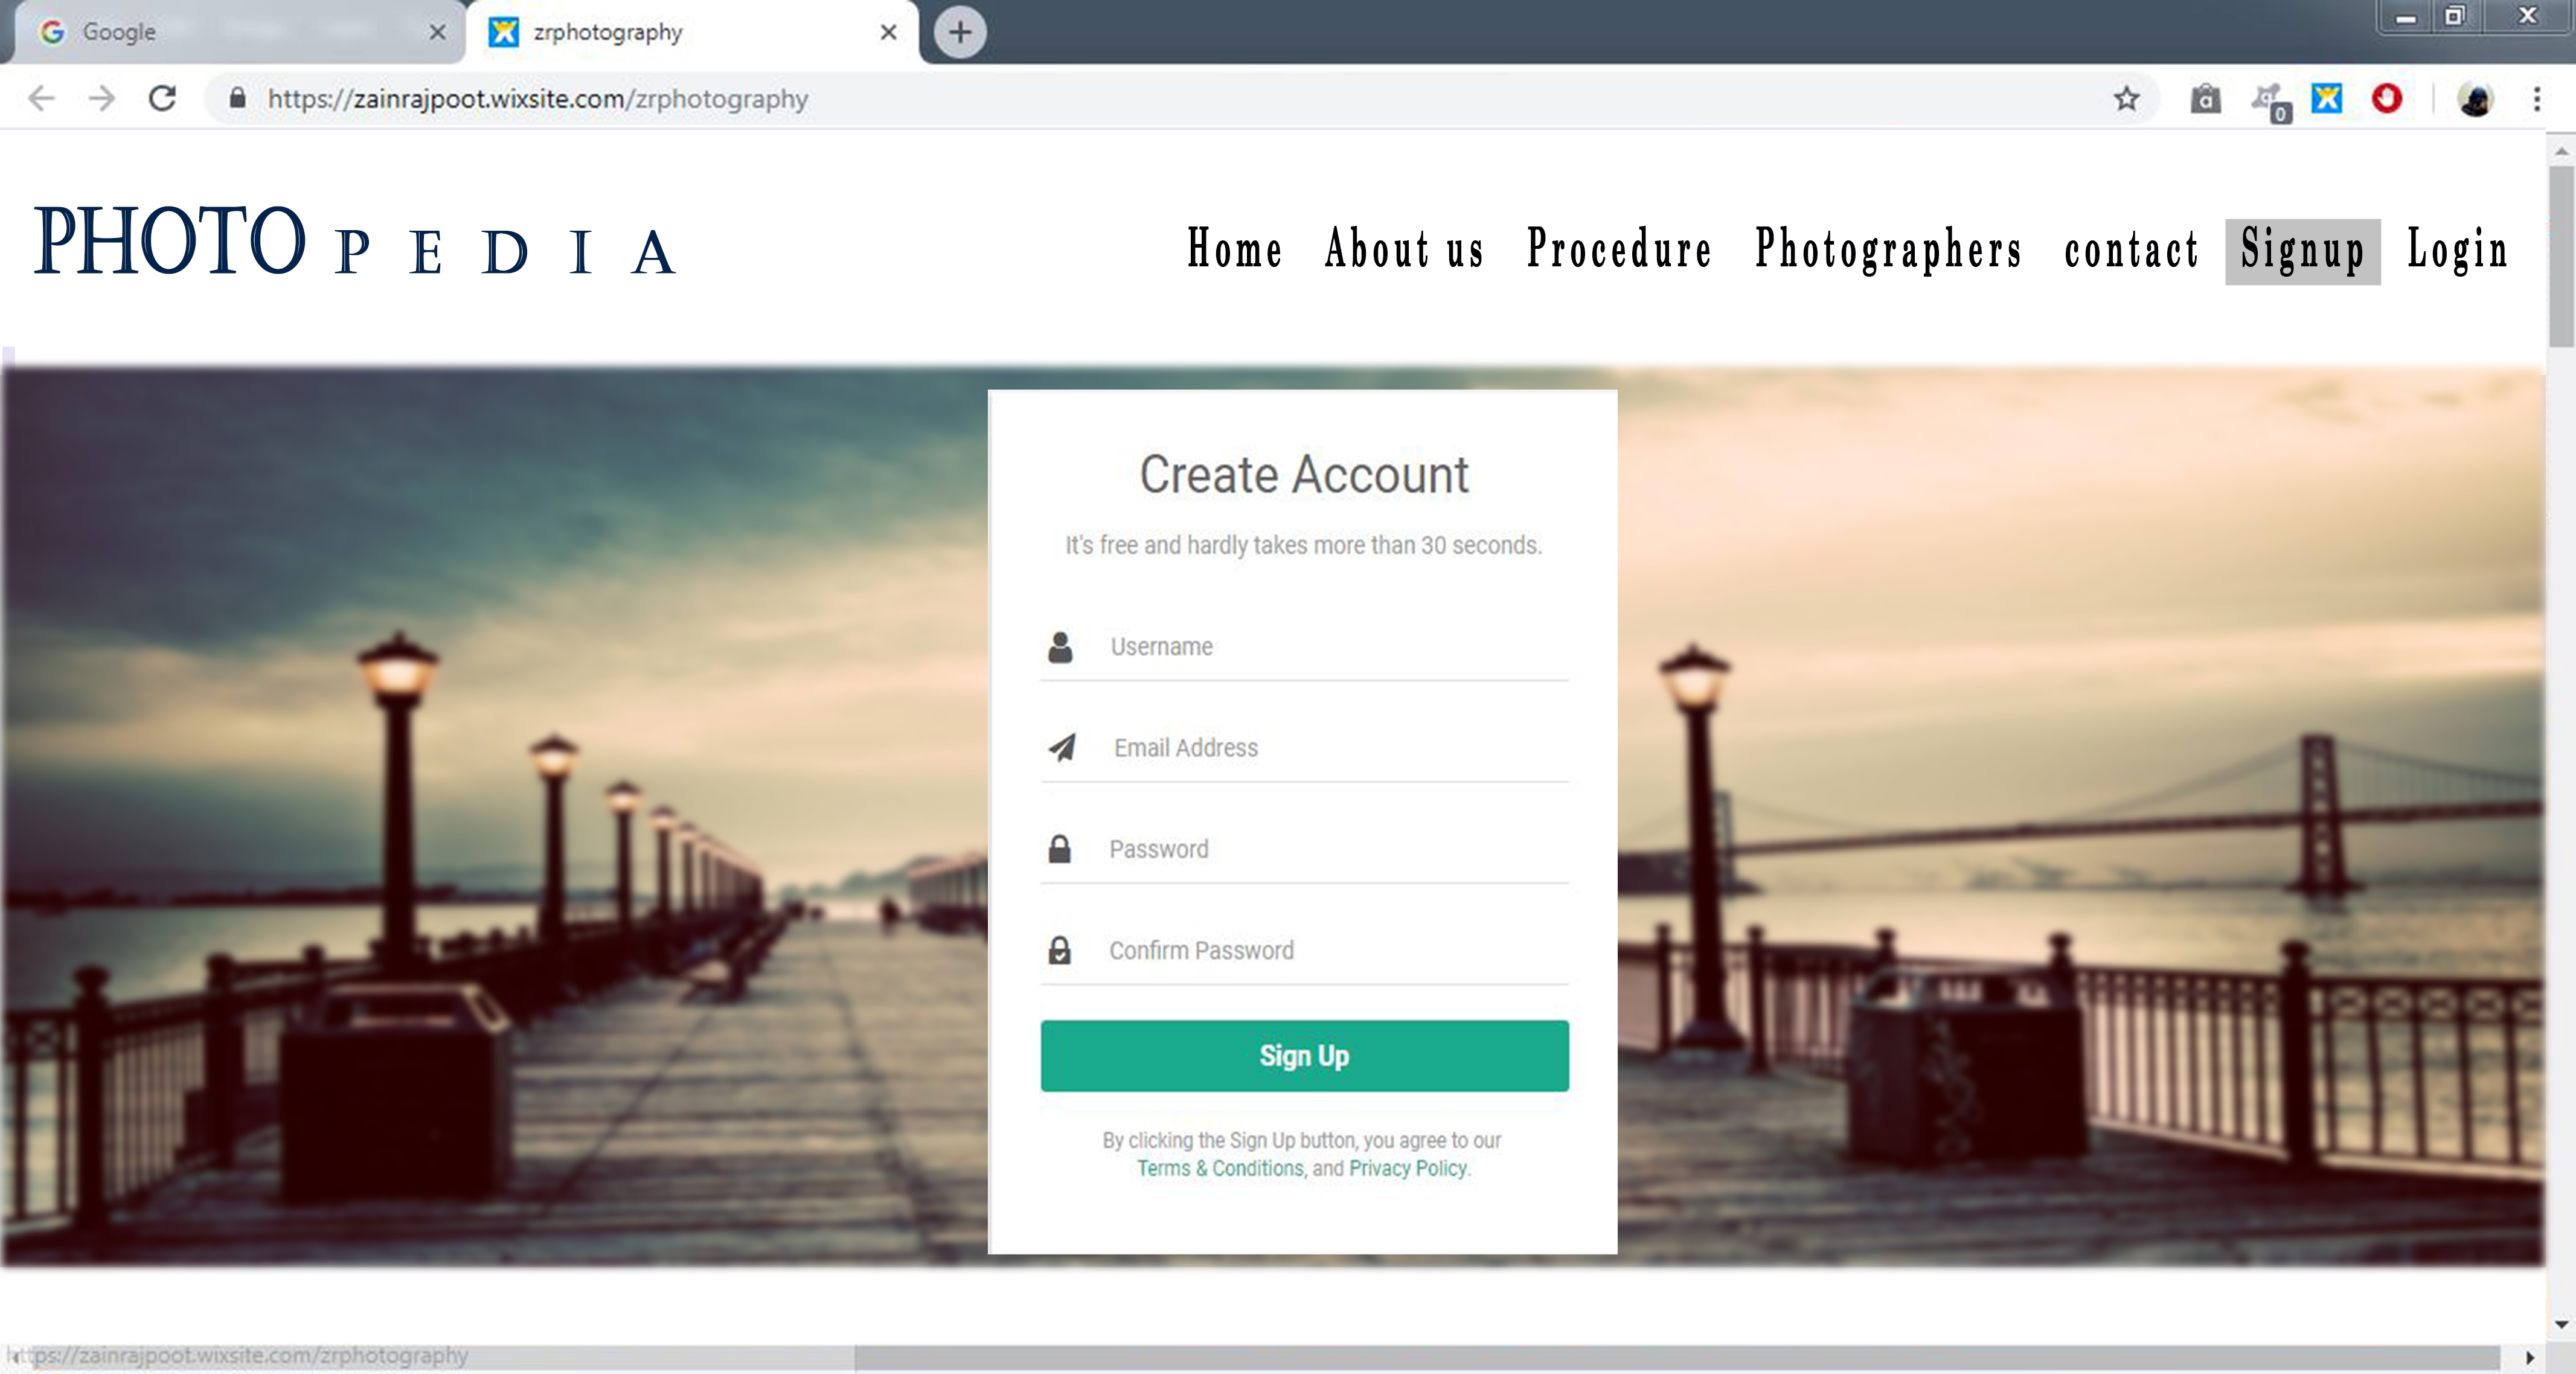 Google
zrphotography
https://zainrajpoot.wixsite.com/zrphotography
0
PHOTO PEDIA
Home About us Procedure Photographers contact Signup Login
Create Account
It's free and hardly takes more than 30 seconds.
Username
Email Address
Password
Confirm Password
Sign Up
By clicking the Sign Up button, you agree to our
Terms & Conditions, and Privacy Policy.
https://zainrajpoot.wixsite.com/zrphotography